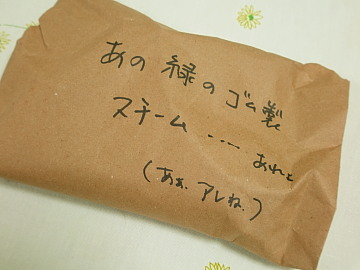 あの 緑の ゴム製
スチーム ‥‥ あれと
(あぁ、アレね。)